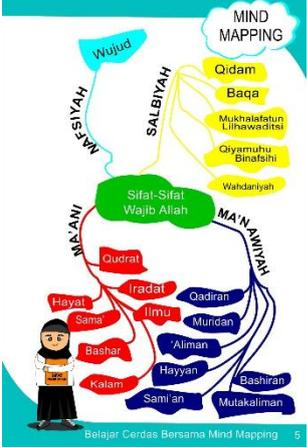 MIND
MAPPING
Wujud
NAFSIYAH
SALBIYAH
Qidam
Baqa
Mukhalafatun
Lilhawaditsi
Qiyamuhu
Binafsihi
Wahdaniyah
Sifat-Sifat
Wajib Allah
MA'ANI
Qudrat
Iradat
Hayat
Ilmu
Sama'
Bashar
Kalam
MA'NAWIYAH
Qadiran
Muridan
'Aliman
Hayyan
Sami'an
Bashiran
Mutakaliman
Belajar Cerdas Bersama Mind Mapping
5